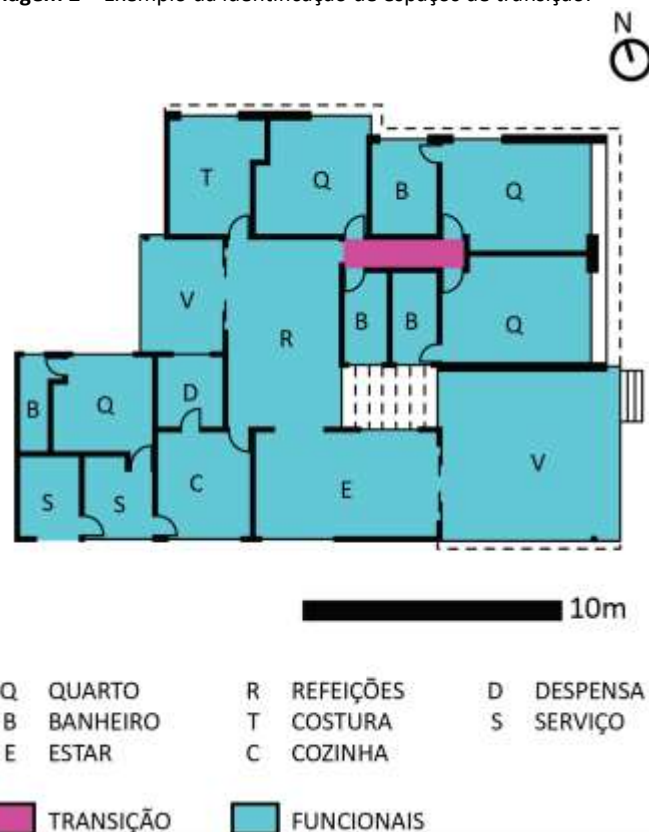 Exemplo da identificação de espaços de transição.
N
T Q B Q
V R B B Q
B Q D
S S C E V
10m
Q QUARTO R REFEIÇÕES D DESPENSA
B BANHEIRO T COSTURA S SERVIÇO
E ESTAR C COZINHA
TRANSIÇÃO FUNCIONAIS